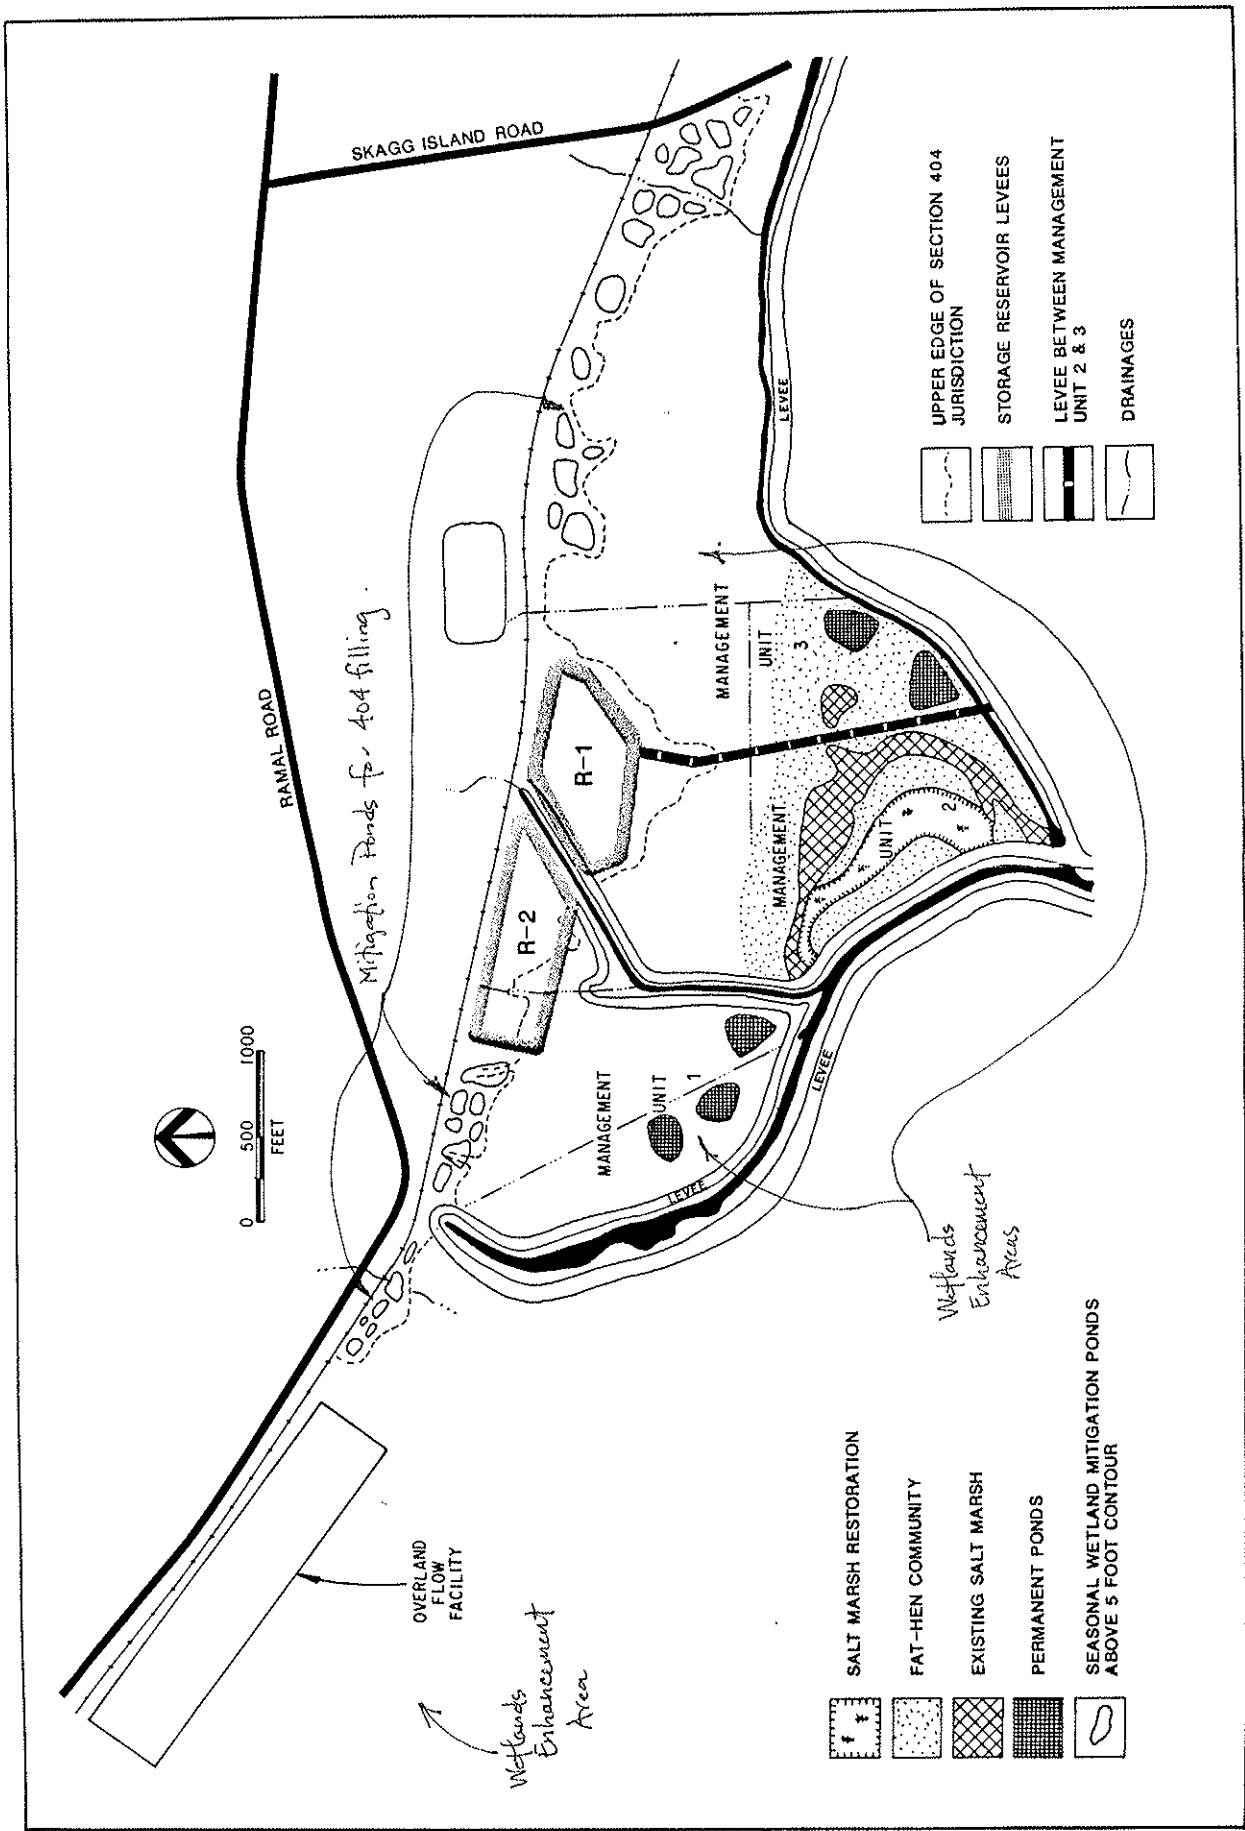 SKAGG ISLAND ROAD
RAMAL ROAD
Mitigation Ponds for 404 filling.
0 500 1000
FEET
R-1
R-2
MANAGEMENT
UNIT
1
MANAGEMENT
UNIT
2
MANAGEMENT
UNIT
3
LEVEE
LEVEE
LEVEE
OVERLAND
FLOW
FACILITY
Wetlands
Enhancement
Area
Wetlands
Enhancement
Areas
SALT MARSH RESTORATION
FAT-HEN COMMUNITY
EXISTING SALT MARSH
PERMANENT PONDS
SEASONAL WETLAND MITIGATION PONDS
ABOVE 5 FOOT CONTOUR
UPPER EDGE OF SECTION 404
JURISDICTION
STORAGE RESERVOIR LEVEES
LEVEE BETWEEN MANAGEMENT
UNIT 2 & 3
DRAINAGES